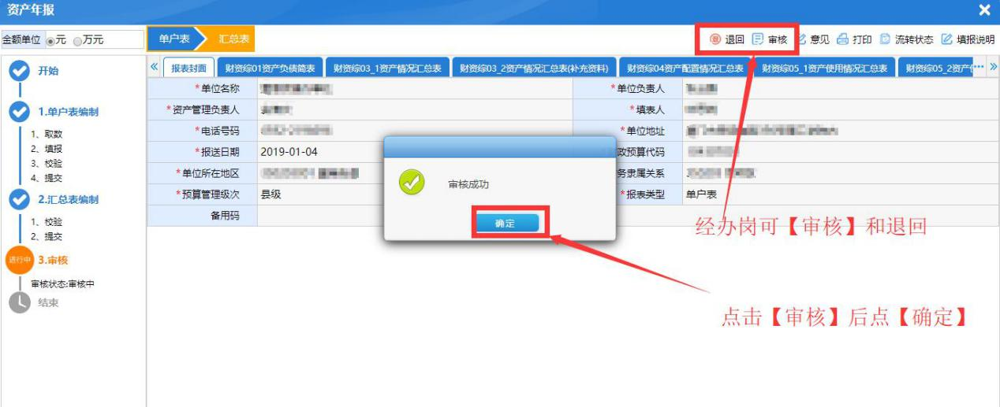 资产年报
金额单位 元 万元
单户表 汇总表
退回 审核 意见 打印 流转状态 填报说明
开始
1.单户表编制
1、取数
2、填报
3、校验
4、提交
2.汇总表编制
1、校验
2、提交
进行中 3.审核
审核状态:审核中
结束
报表封面 财资综01资产负债简表 财资综03_1资产情况汇总表 财资综03_2资产情况汇总表(补充资料) 财资综04资产配置情况汇总表 财资综05_1资产使用情况汇总表 财资综05_2资产
*单位名称 *单位负责人
*资产管理负责人 *填表人
*电话号码 *单位地址
*报送日期 2019-01-04 政预算代码
*单位所在地区 务隶属关系
*预算管理级次 县级 *报表类型 单户表
备用码
审核成功
确定
经办岗可【审核】和退回
点击【审核】后点【确定】